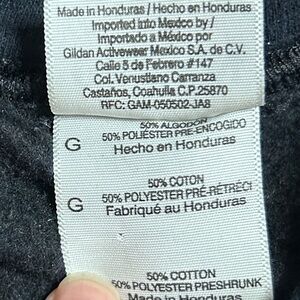 Made in Honduras / Hecho en Honduras
Imported into Mexico by /
Importado a México por
Gildan Activewear Mexico S.A. de C.V.
Calle 5 de Febrero #147
Col. Venustiano Carranza
Castaños, Coahuila C.P.25870
RFC: GAM-050502-JA8
50% ALGODÓN
50% POLIÉSTER PRE-ENCOGIDO
G
Hecho en Honduras
50% COTON
50% POLYESTER PRÉ-RÉTRÉCI
G
Fabriqué au Honduras
50% COTTON
50% POLYESTER PRESHRUNK
Made in Honduras